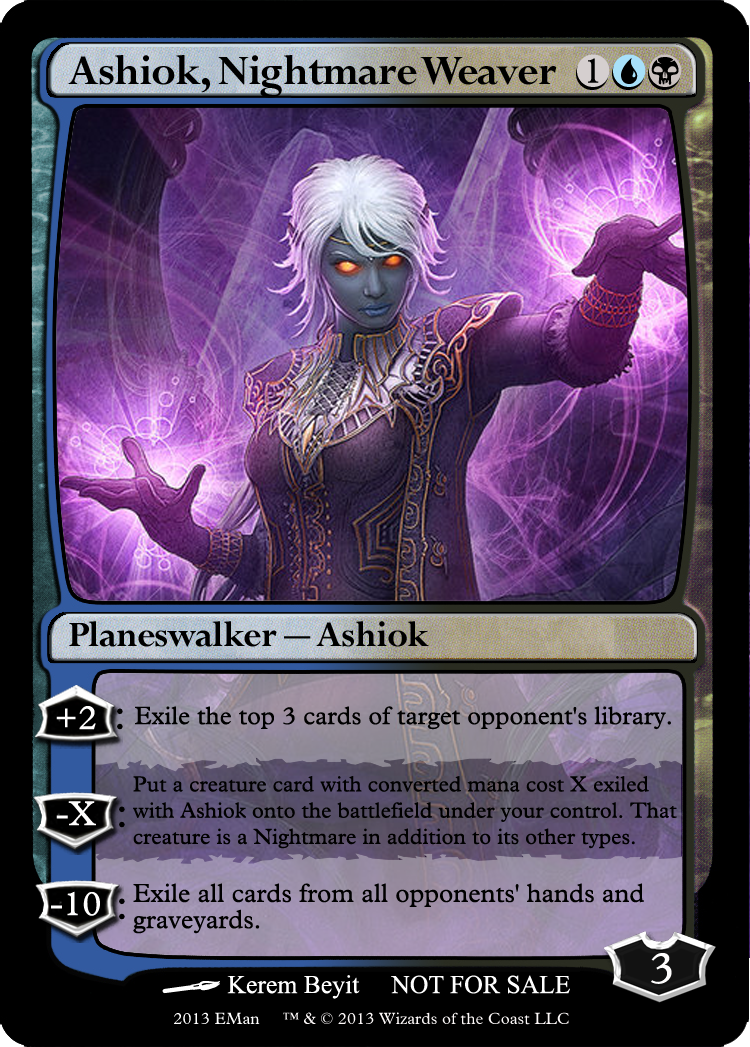 Ashiok, Nightmare Weaver 1
Planeswalker — Ashiok
+2: Exile the top 3 cards of target opponent's library.
Put a creature card with converted mana cost X exiled
-X: with Ashiok onto the battlefield under your control. That
creature is a Nightmare in addition to its other types.
-10: Exile all cards from all opponents' hands and
graveyards.
3
Kerem Beyit NOT FOR SALE
2013 EMan ™ & © 2013 Wizards of the Coast LLC